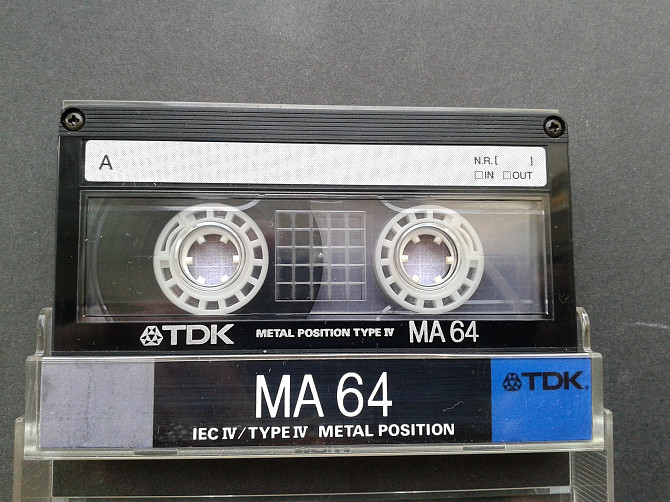 A
N.R.[ ]
□IN □OUT
TDK METAL POSITION TYPE Ⅳ MA 64
MA 64
TDK.
IEC Ⅳ/TYPE Ⅳ METAL POSITION